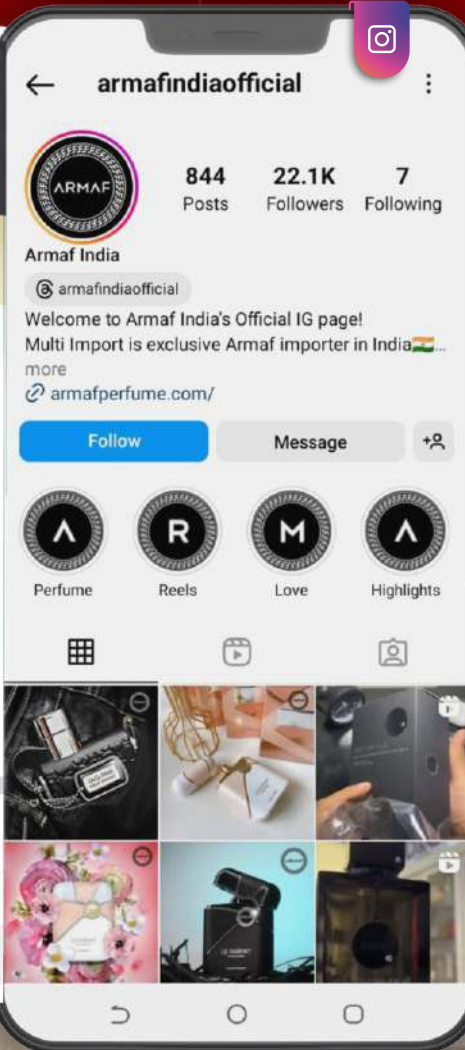 armafindiaofficial
ARMAF
844
Posts
22.1K
Followers
7
Following
Armaf India
armafindiaofficial
Welcome to Armaf India's Official IG page!
Multi Import is exclusive Armaf importer in India🇮🇳...
more
armafperfume.com/
Follow
Message
Λ
R
M
Λ
Perfume
Reels
Love
Highlights